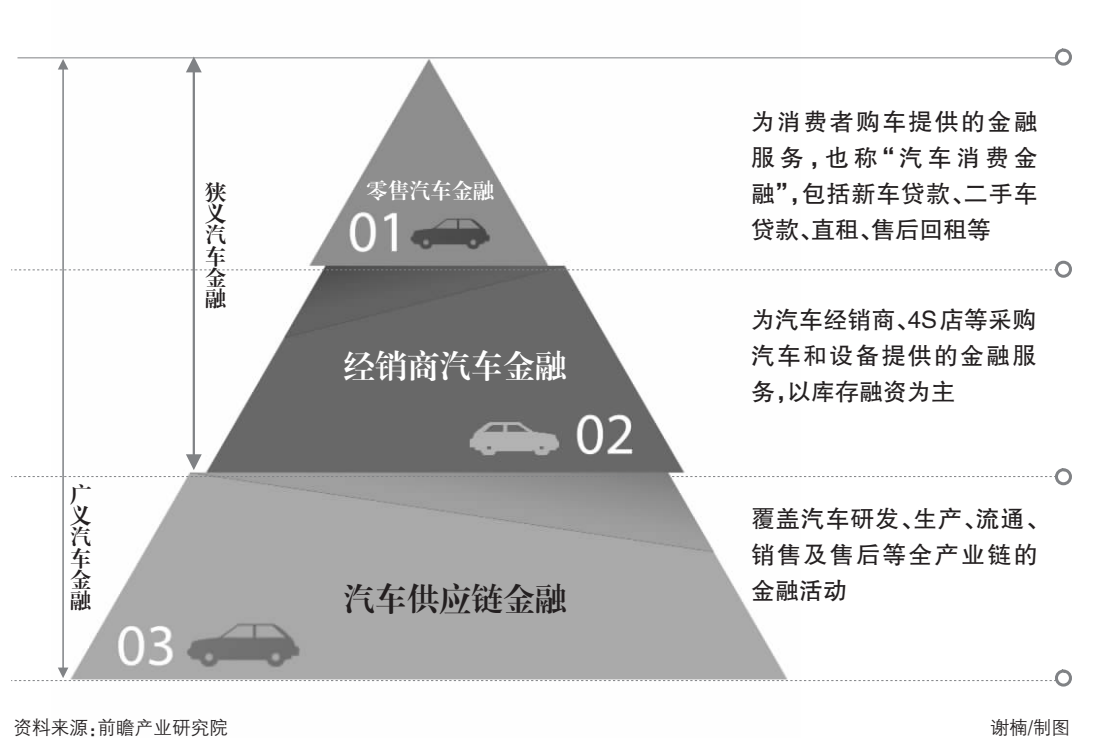 狭义汽车金融
广义汽车金融
零售汽车金融
01
为消费者购车提供的金融
服务,也称“汽车消费金
融”,包括新车贷款、二手车
贷款、直租、售后回租等
经销商汽车金融
02
为汽车经销商、4S店等采购
汽车和设备提供的金融服
务,以库存融资为主
汽车供应链金融
03
覆盖汽车研发、生产、流通、
销售及售后等全产业链的
金融活动
资料来源:前瞻产业研究院
谢楠/制图